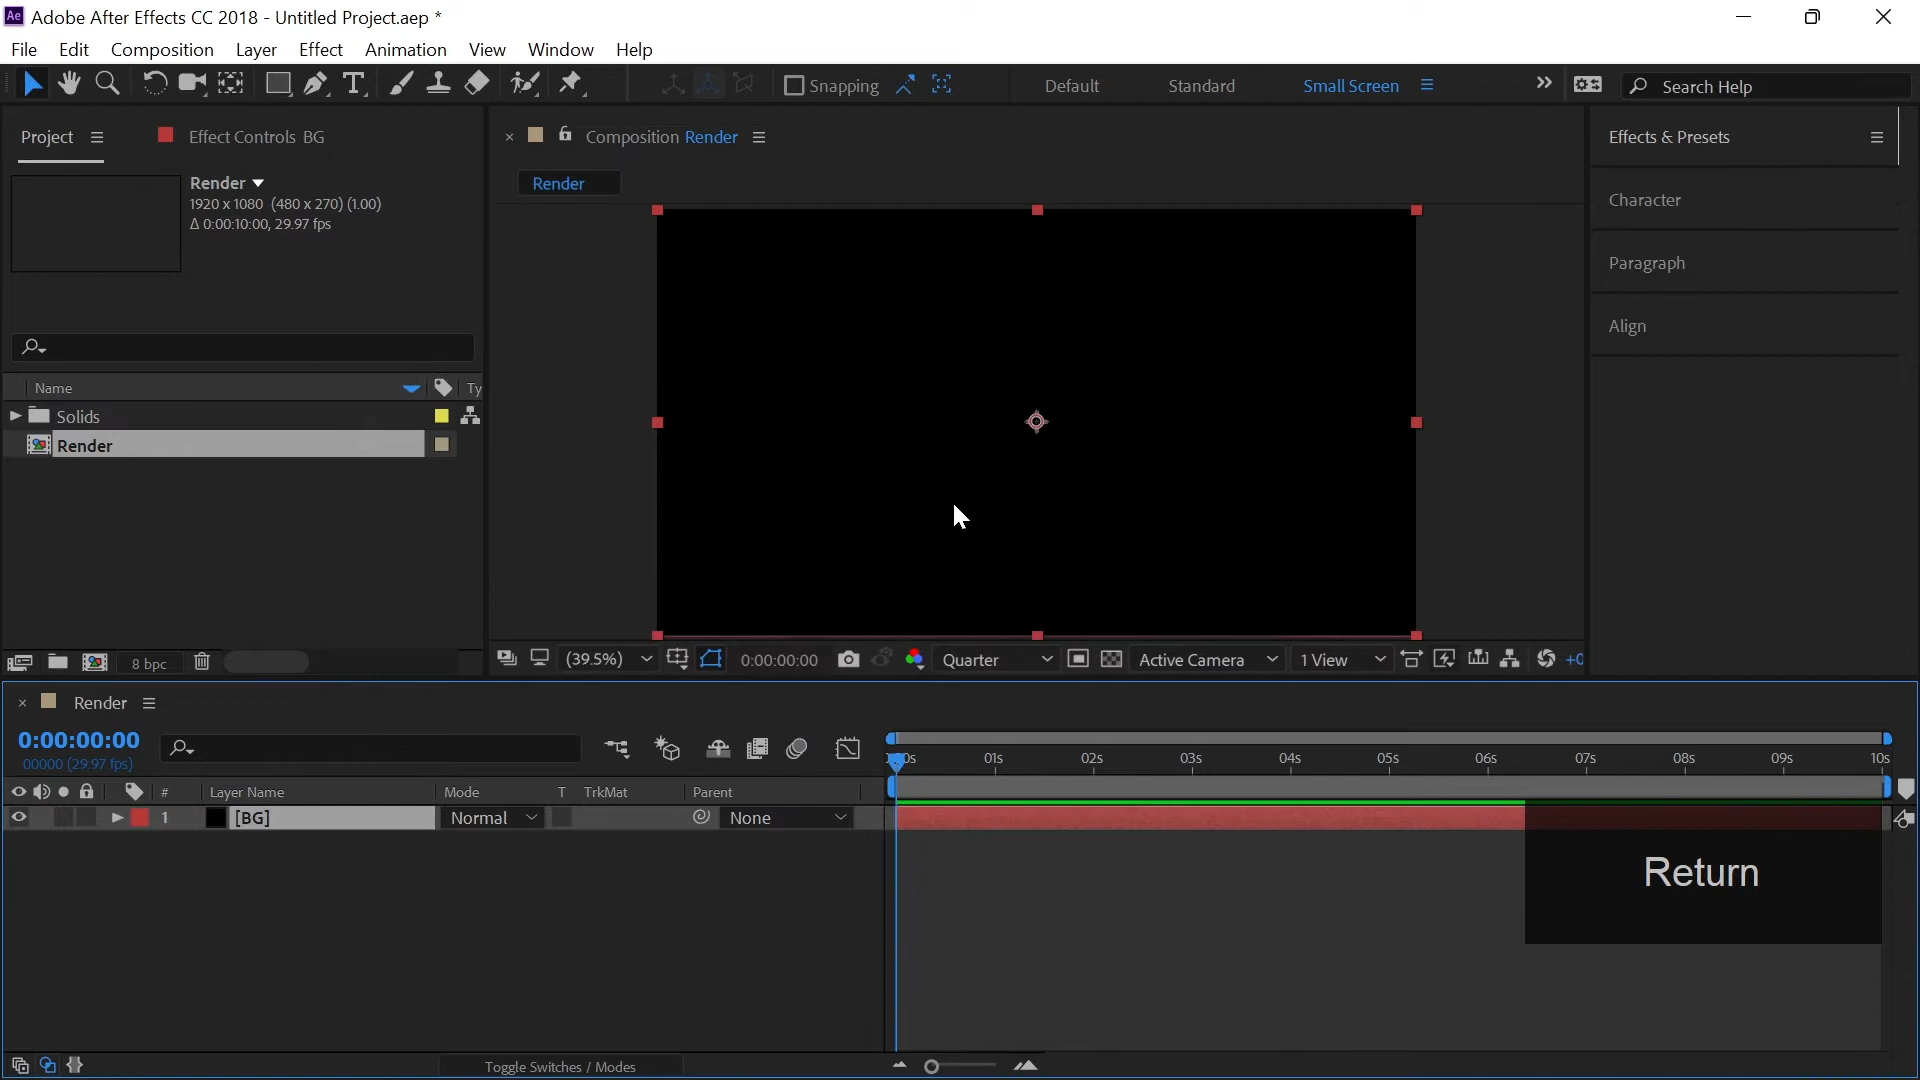 Ae Adobe After Effects CC 2018 - Untitled Project.aep *
File Edit Composition Layer Effect Animation View Window Help
T Snapping Default Standard Small Screen Search Help
Project Effect Controls BG
× Composition Render
Effects & Presets
Render
1920 x 1080 (480 x 270) (1.00)
Δ 0:00:10:00, 29.97 fps
Render
Character
Paragraph
Align
Name Ty
Solids
Render
8 bpc
(39.5%) 0:00:00:00 Quarter Active Camera 1 View +0
× Render
0:00:00:00
00000 (29.97 fps)
01s 02s 03s 04s 05s 06s 07s 08s 09s 10s
# Layer Name Mode T TrkMat Parent
1 [BG] Normal None
Return
Toggle Switches / Modes